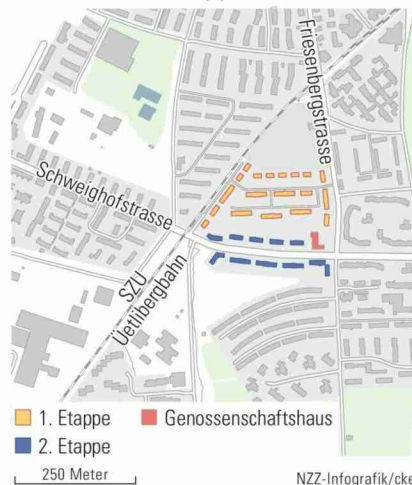 Friesenbergstrasse
Schweighofstrasse
SZU
Üetlibergbahn
1. Etappe
Genossenschaftshaus
2. Etappe
250 Meter
NZZ-Infografik/cke